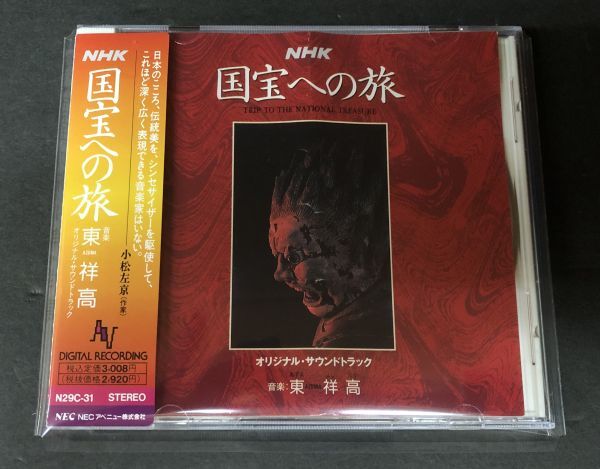 NHK
国宝への旅
音楽
東 祥高
AZUMA
オリジナル・サウンドトラック
日本のこころ、伝統美を、シンセサイザーを駆使して、
これほど深く広く表現できる音楽家はいない。
小松左京(作家)
DIGITAL RECORDING
税込定価3·008円
(税抜価格2·920円)
N29C-31 STEREO
NEC NECアベニュー株式会社
NHK
国宝への旅
TRIP TO THE NATIONAL TREASURE
オリジナル・サウンドトラック
音楽:東 AZUMA 祥高